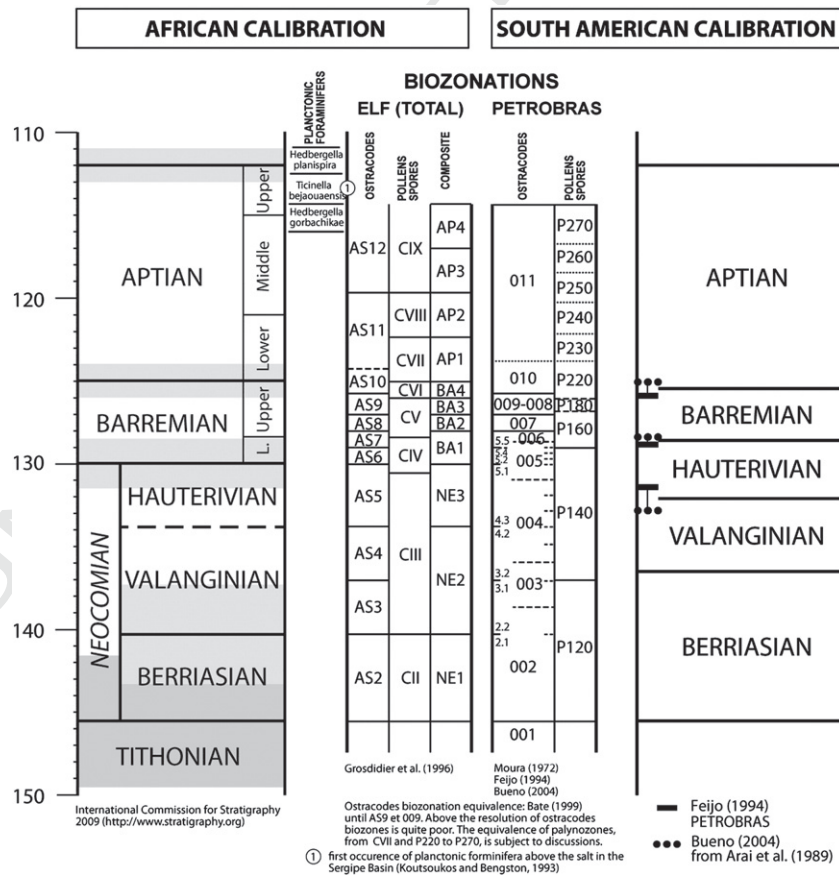 AFRICAN CALIBRATION
SOUTH AMERICAN CALIBRATION
BIOZONATIONS
ELF (TOTAL)
PETROBRAS
PLANCTONIC
FORAMINIFERS
OSTRACODES
POLLENS
SPORES
COMPOSITE
OSTRACODES
POLLENS
SPORES
110
120
130
140
150
APTIAN
Upper
Middle
Lower
BARREMIAN
Upper
L.
NEOCOMIAN
HAUTERIVIAN
VALANGINIAN
BERRIASIAN
TITHONIAN
Hedbergella
planispira
Ticinella
bejaouaensis
1
Hedbergella
gorbachikae
AS12
AS11
AS10
AS9
AS8
AS7
AS6
AS5
AS4
AS3
AS2
CIX
CVIII
CVII
CVI
CV
CIV
CIII
CII
AP4
AP3
AP2
AP1
BA4
BA3
BA2
BA1
NE3
NE2
NE1
011
010
009-008
007
5.5 006
5.4
5.2 005
5.1
4.3 004
4.2
3.2 003
3.1
2.2
2.1
002
001
P270
P260
P250
P240
P230
P220
P180
P160
P140
P120
APTIAN
BARREMIAN
HAUTERIVIAN
VALANGINIAN
BERRIASIAN
Grosdidier et al. (1996)
Moura (1972)
Feijo (1994)
Bueno (2004)
International Commission for Stratigraphy
2009 (http://www.stratigraphy.org)
Ostracodes biozonation equivalence: Bate (1999)
until AS9 et 009. Above the resolution of ostracodes
biozones is quite poor. The equivalence of palynozones,
from CVII and P220 to P270, is subject to discussions.
1 first occurence of planctonic forminifera above the salt in the
Sergipe Basin (Koutsoukos and Bengston, 1993)
Feijo (1994)
PETROBRAS
Bueno (2004)
from Arai et al. (1989)